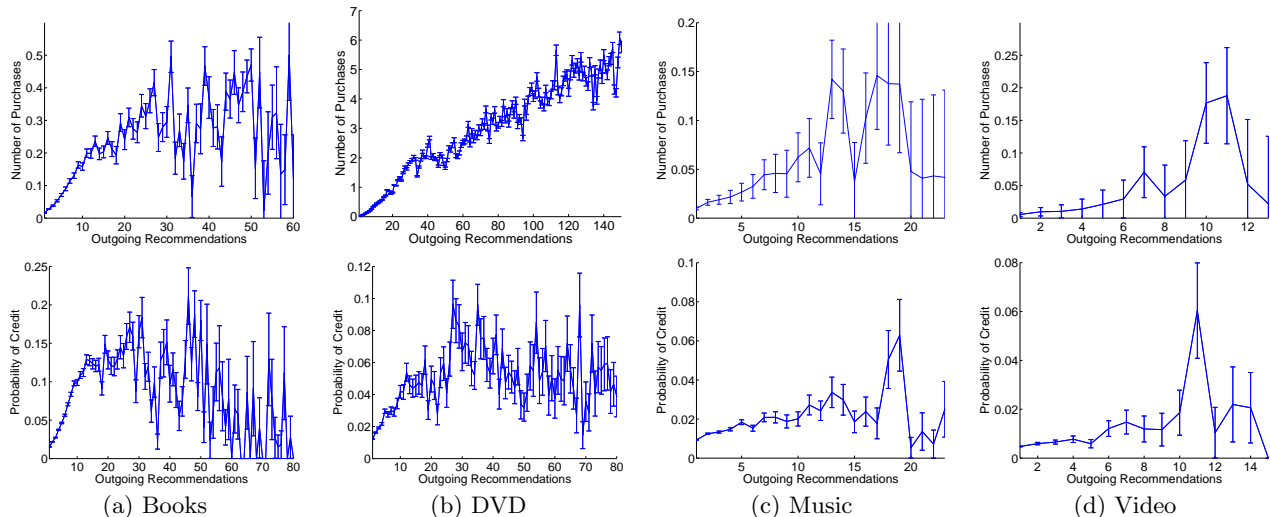 Number of Purchases
0.5
0.4
0.3
0.2
0.1
0
10 20 30 40 50 60
Outgoing Recommendations
Number of Purchases
7
6
5
4
3
2
1
0
20 40 60 80 100 120 140
Outgoing Recommendations
Number of Purchases
0.2
0.15
0.1
0.05
0
5 10 15 20
Outgoing Recommendations
Number of Purchases
0.25
0.2
0.15
0.1
0.05
0
2 4 6 8 10 12
Outgoing Recommendations
Probability of Credit
0.25
0.2
0.15
0.1
0.05
0
10 20 30 40 50 60 70 80
Outgoing Recommendations
Probability of Credit
0.12
0.1
0.08
0.06
0.04
0.02
0
10 20 30 40 50 60 70 80
Outgoing Recommendations
Probability of Credit
0.1
0.08
0.06
0.04
0.02
0
5 10 15 20
Outgoing Recommendations
Probability of Credit
0.08
0.06
0.04
0.02
0
2 4 6 8 10 12 14
Outgoing Recommendations
(a) Books
(b) DVD
(c) Music
(d) Video